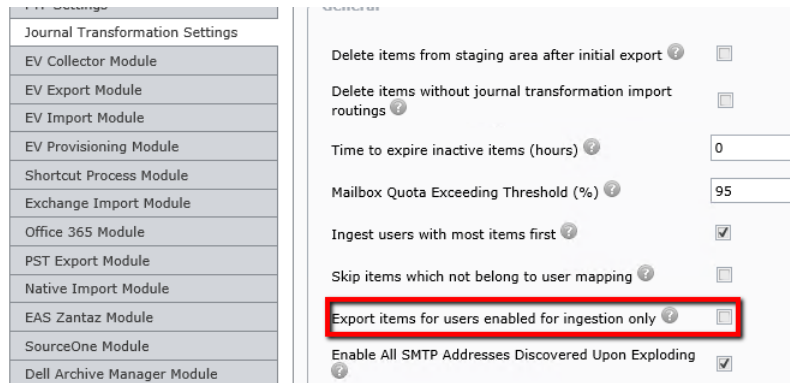 Journal Transformation Settings
EV Collector Module
EV Export Module
EV Import Module
EV Provisioning Module
Shortcut Process Module
Exchange Import Module
Office 365 Module
PST Export Module
Native Import Module
EAS Zantaz Module
SourceOne Module
Dell Archive Manager Module
General
Delete items from staging area after initial export ?
Delete items without journal transformation import
routings ?
Time to expire inactive items (hours) ? 0
Mailbox Quota Exceeding Threshold (%) ? 95
Ingest users with most items first ?
Skip items which not belong to user mapping ?
Export items for users enabled for ingestion only ?
Enable All SMTP Addresses Discovered Upon Exploding
?